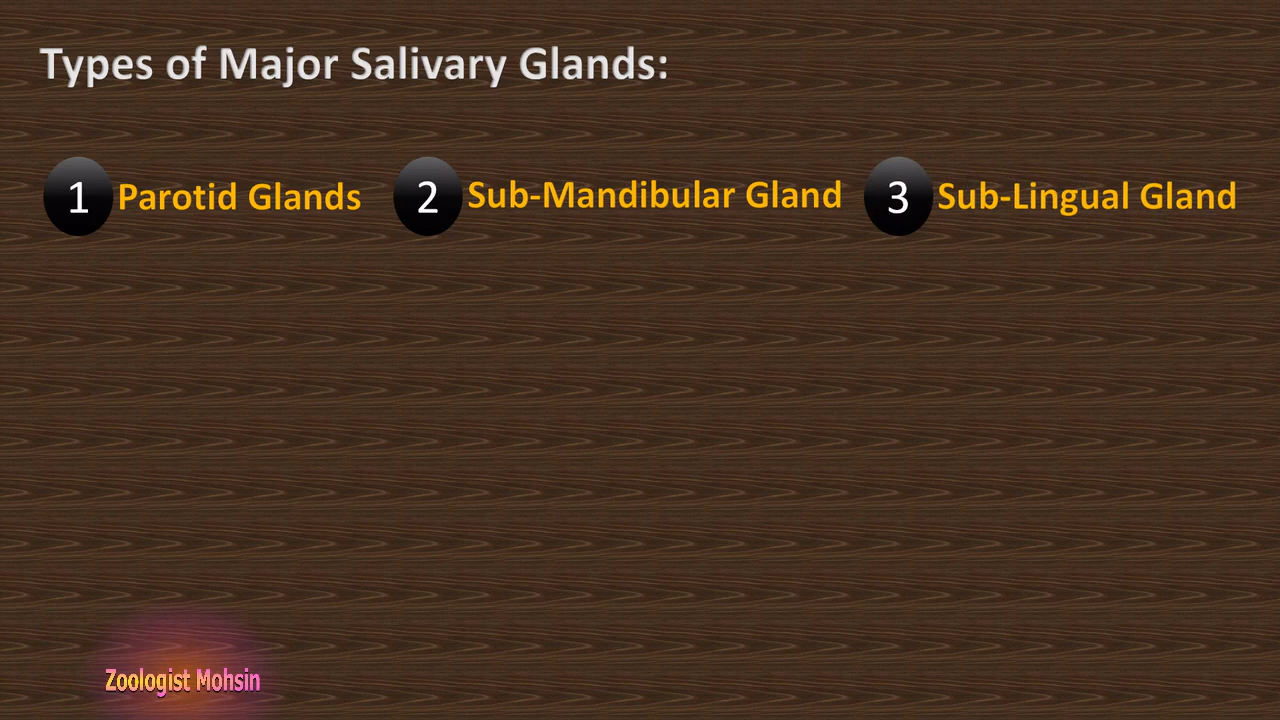 Types of Major Salivary Glands:
1 Parotid Glands 2 Sub-Mandibular Gland 3 Sub-Lingual Gland
Zoologist Mohsin